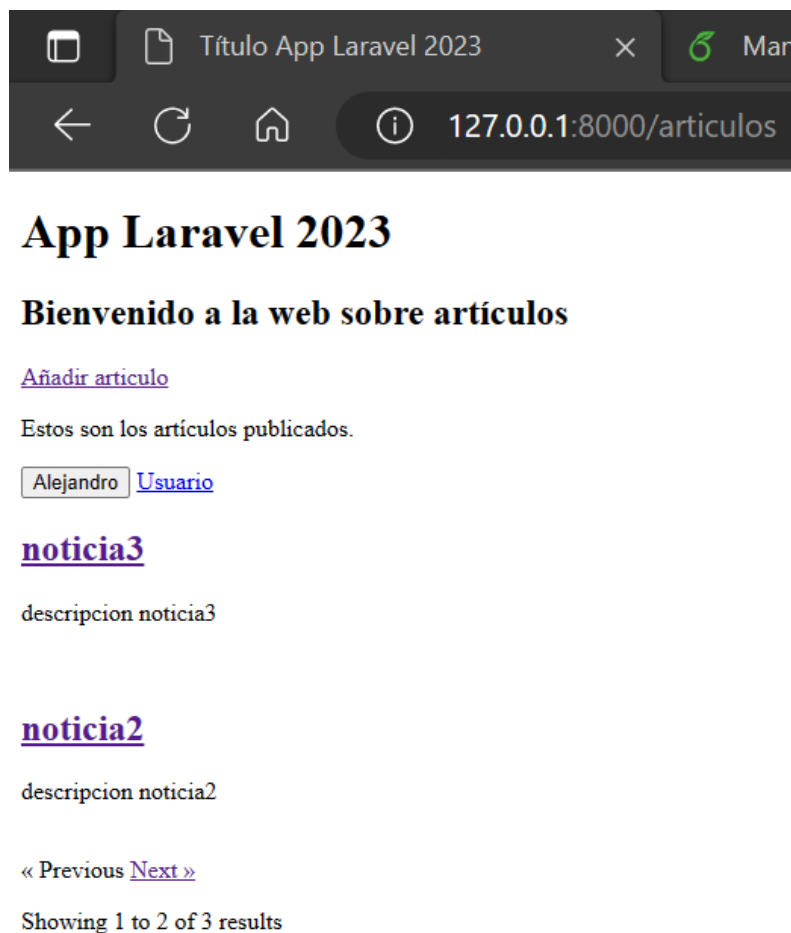 Título App Laravel 2023
Mar
127.0.0.1:8000/articulos
App Laravel 2023
Bienvenido a la web sobre artículos
Añadir articulo
Estos son los artículos publicados.
Alejandro Usuario
noticia3
descripcion noticia3
noticia2
descripcion noticia2
« Previous Next »
Showing 1 to 2 of 3 results